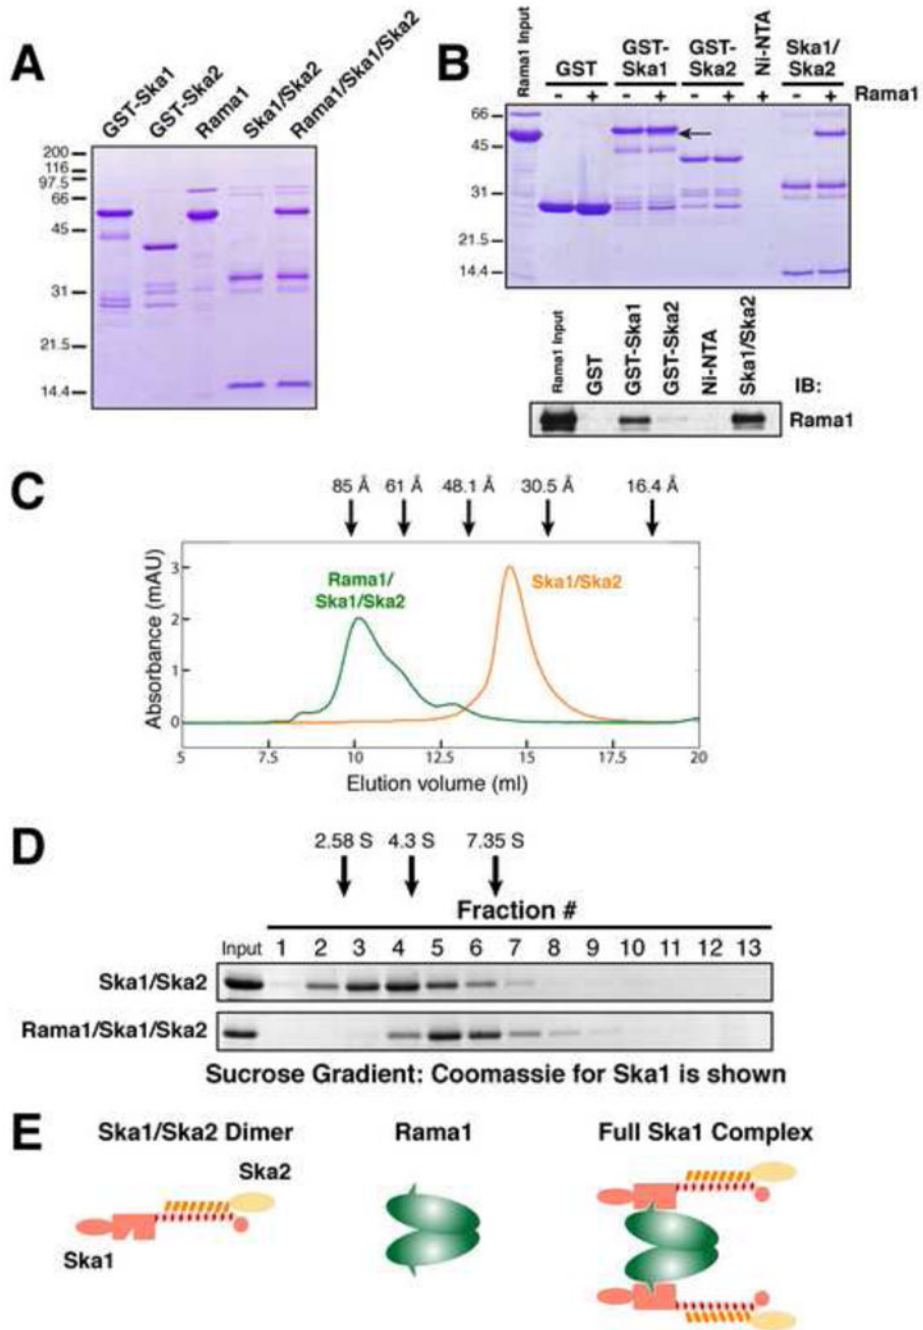 A
GST-Ska1
GST-Ska2
Rama1
Ska1/Ska2
Rama1/Ska1/Ska2
200
116
97.5
66
45
31
21.5
14.4
B
Rama1 Input
GST
GST-
Ska1
GST-
Ska2
Ni-NTA
Ska1/
Ska2
- + - + - + + - + Rama1
66
45
31
21.5
14.4
Rama1 Input
GST
GST-Ska1
GST-Ska2
Ni-NTA
Ska1/Ska2
IB:
Rama1
C
85 Å 61 Å 48.1 Å 30.5 Å 16.4 Å
Absorbance (mAU)
3
2
1
0
Rama1/
Ska1/Ska2
Ska1/Ska2
5 7.5 10 12.5 15 17.5 20
Elution volume (ml)
D
2.58 S 4.3 S 7.35 S
Fraction #
Input 1 2 3 4 5 6 7 8 9 10 11 12 13
Ska1/Ska2
Rama1/Ska1/Ska2
Sucrose Gradient: Coomassie for Ska1 is shown
E
Ska1/Ska2 Dimer Rama1 Full Ska1 Complex
Ska2
Ska1